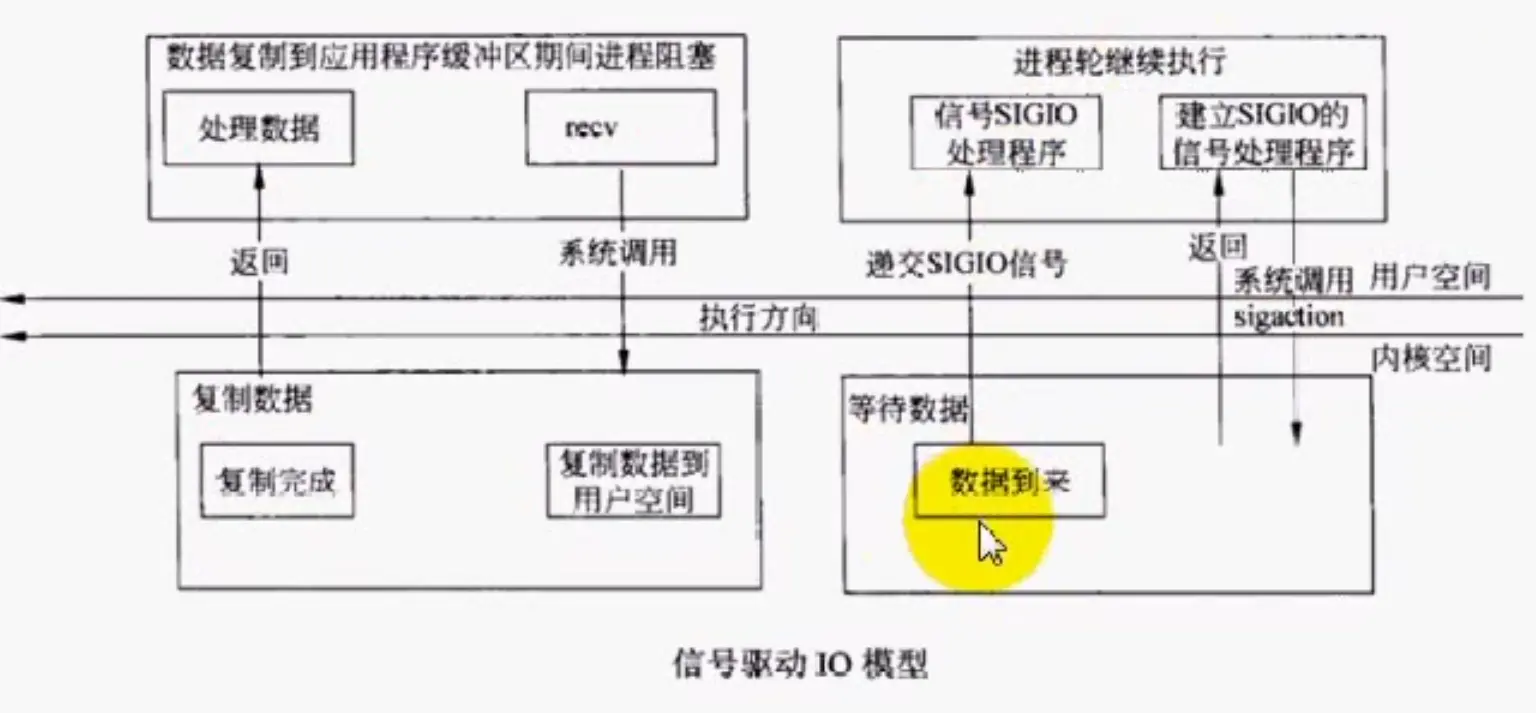 数据复制到应用程序缓冲区期间进程阻塞
处理数据
recv
进程轮继续执行
信号SIGIO
处理程序
建立SIGIO的
信号处理程序
返回
系统调用
递交SIGIO信号
返回
系统调用
sigaction
用户空间
执行方向
内核空间
复制数据
复制完成
复制数据到
用户空间
等待数据
数据到来
信号驱动 IO 模型